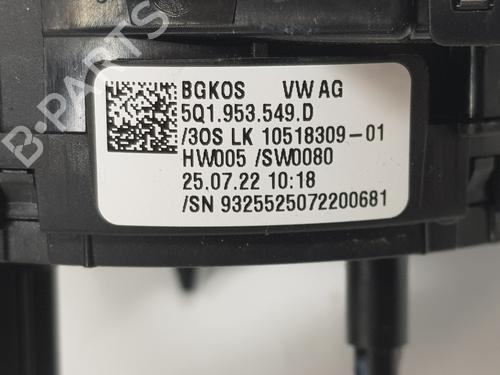 B-PARTS
BGKOS VW AG
5Q1.953.549.D
/3OS LK 10518309-01
HW005 /SW0080
25.07.22 10:18
/SN 9325525072200681